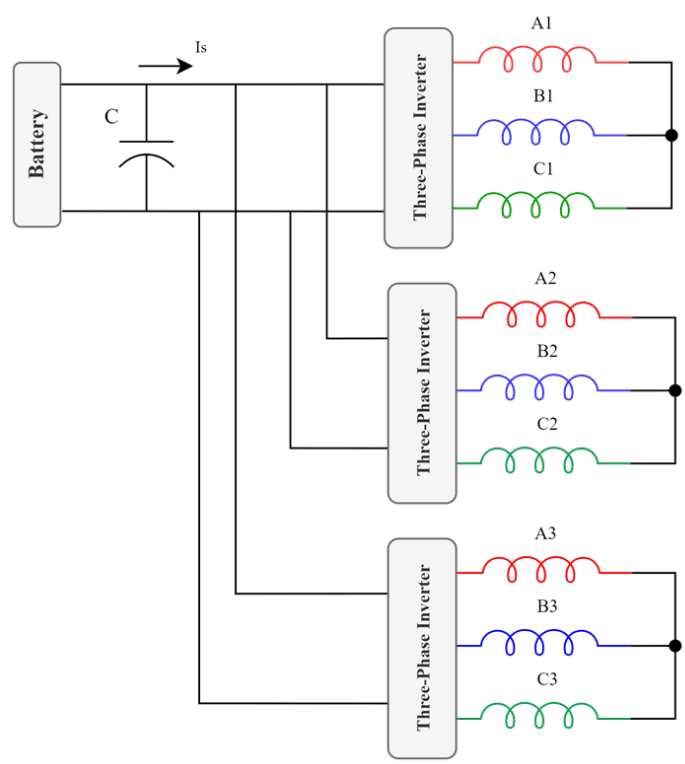 Is
C
Battery
Three-Phase Inverter
A1
B1
C1
Three-Phase Inverter
A2
B2
C2
Three-Phase Inverter
A3
B3
C3